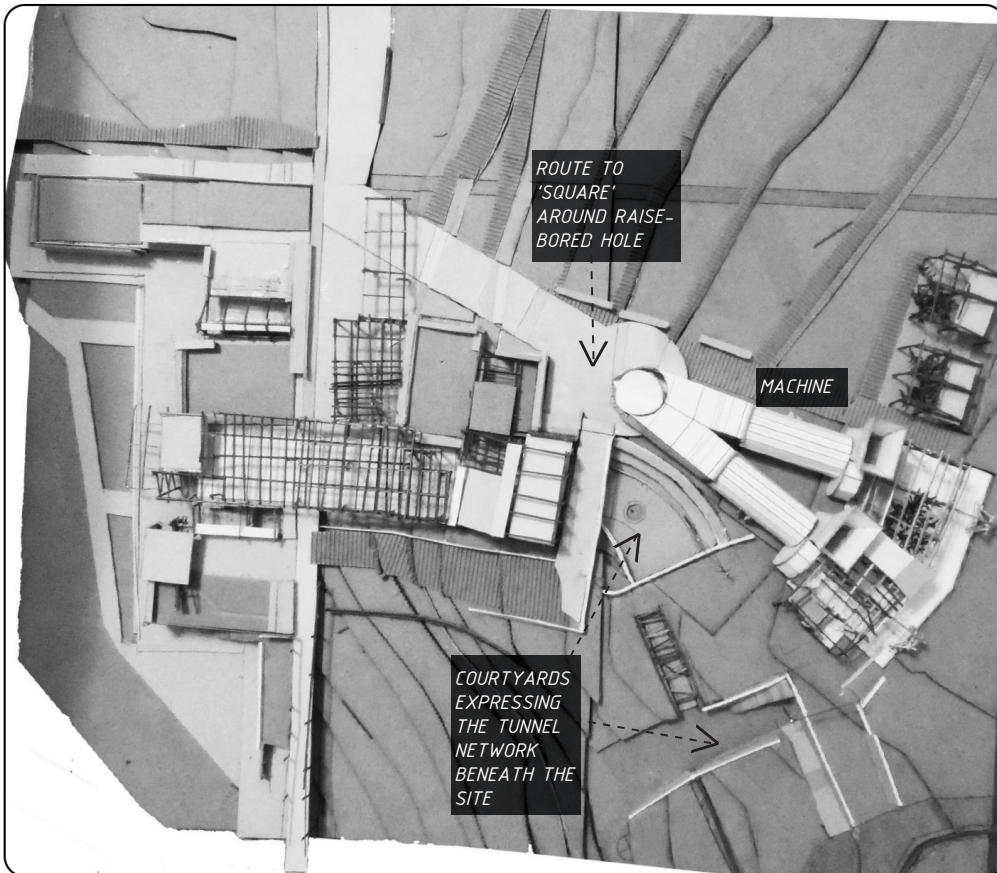 ROUTE TO
'SQUARE'
AROUND RAISE-
BORED HOLE
MACHINE
COURTYARDS
EXPRESSING
THE TUNNEL
NETWORK
BENEATH THE
SITE